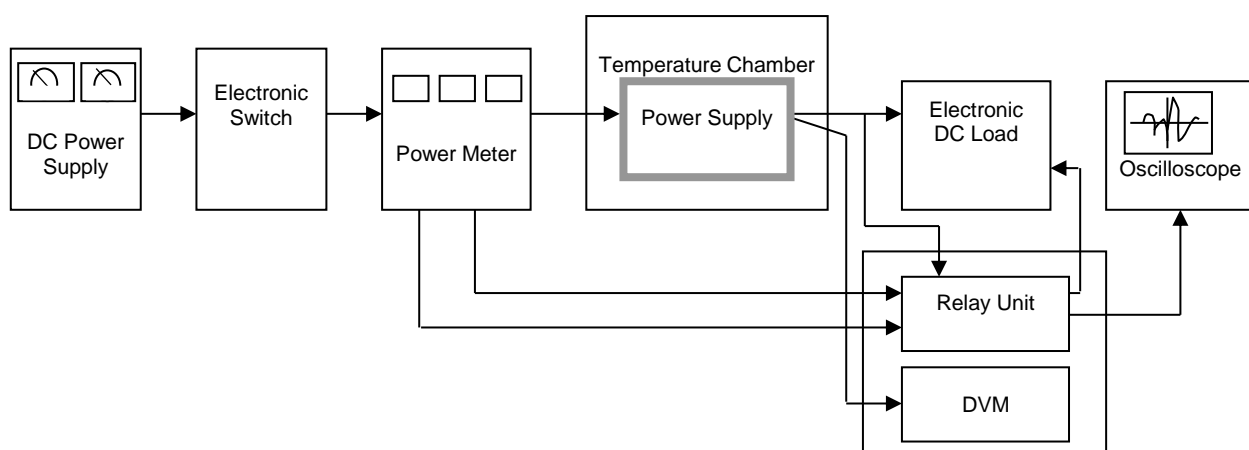 DC Power
Supply
Electronic
Switch
Power Meter
Temperature Chamber
Power Supply
Electronic
DC Load
Oscilloscope
Relay Unit
DVM